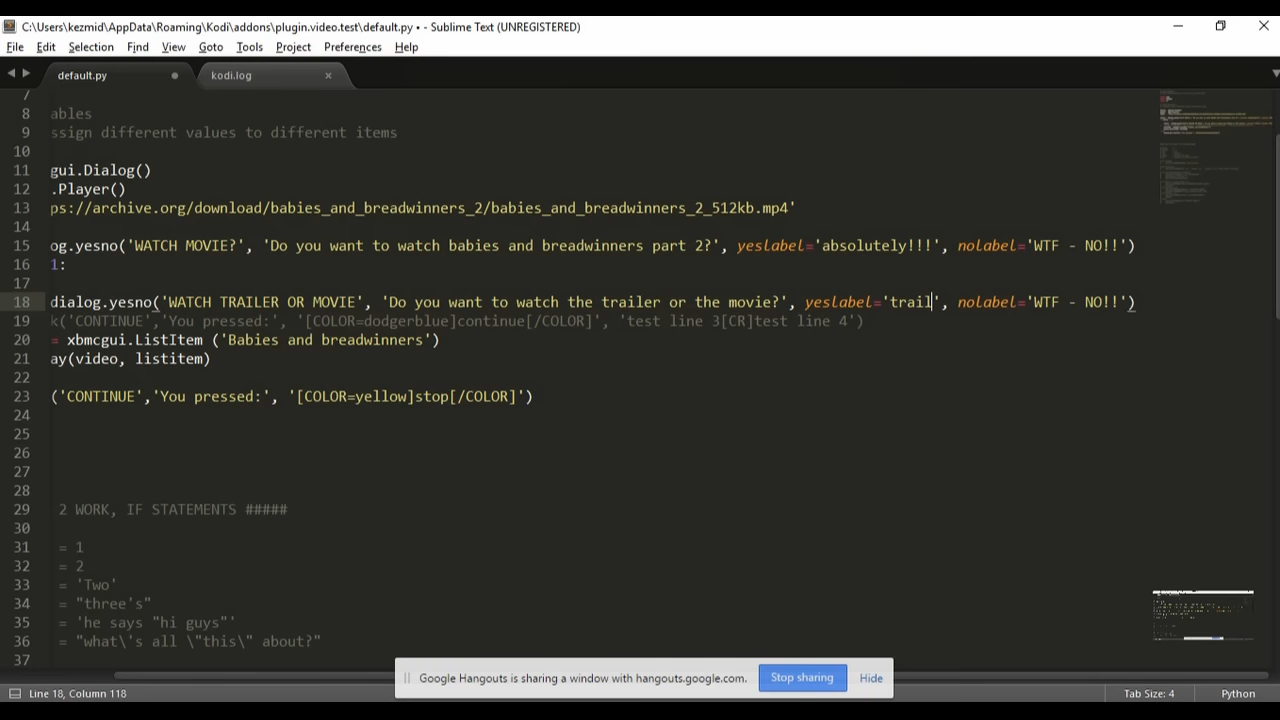 C:\Users\kezmid\AppData\Roaming\Kodi\addons\plugin.video.test\default.py • - Sublime Text (UNREGISTERED)
File Edit Selection Find View Goto Tools Project Preferences Help
default.py kodi.log
7
8 ables
9 ssign different values to different items
10
11 gui.Dialog()
12 .Player()
13 ps://archive.org/download/babies_and_breadwinners_2/babies_and_breadwinners_2_512kb.mp4'
14
15 og.yesno('WATCH MOVIE?', 'Do you want to watch babies and breadwinners part 2?', yeslabel='absolutely!!!', nolabel='WTF - NO!!')
16 1:
17
18 dialog.yesno('WATCH TRAILER OR MOVIE', 'Do you want to watch the trailer or the movie?', yeslabel='trail', nolabel='WTF - NO!!')
19 k('CONTINUE','You pressed:', '[COLOR=dodgerblue]continue[/COLOR]', 'test line 3[CR]test line 4')
20 = xbmcgui.ListItem ('Babies and breadwinners')
21 ay(video, listitem)
22
23 ('CONTINUE','You pressed:', '[COLOR=yellow]stop[/COLOR]')
24
25
26
27
28
29 2 WORK, IF STATEMENTS #####
30
31 = 1
32 = 2
33 = 'Two'
34 = "three's"
35 = 'he says "hi guys"'
36 = "what\'s all \"this\" about?"
37
Google Hangouts is sharing a window with hangouts.google.com. Stop sharing Hide
Line 18, Column 118 Tab Size: 4 Python